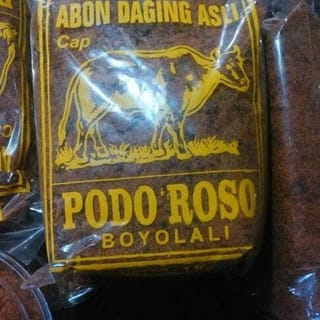 ABON DAGING ASLI
Cap
PODO ROSO
BOYOLALI